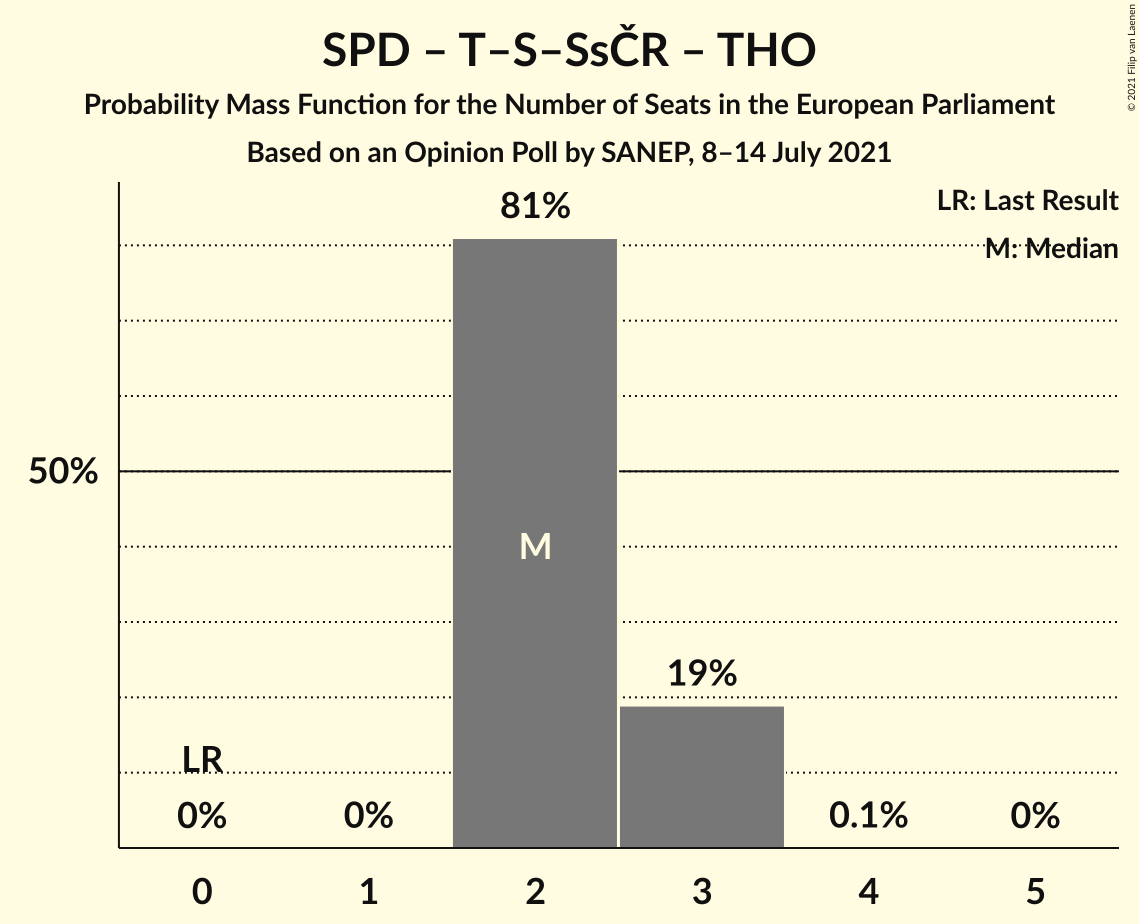 SPD – T–S–SsČR – THO
Probability Mass Function for the Number of Seats in the European Parliament
Based on an Opinion Poll by SANEP, 8–14 July 2021
© 2021 Filip van Laenen
LR: Last Result
M: Median
81%
50%
M
19%
LR
0% 0% 0.1% 0%
0 1 2 3 4 5